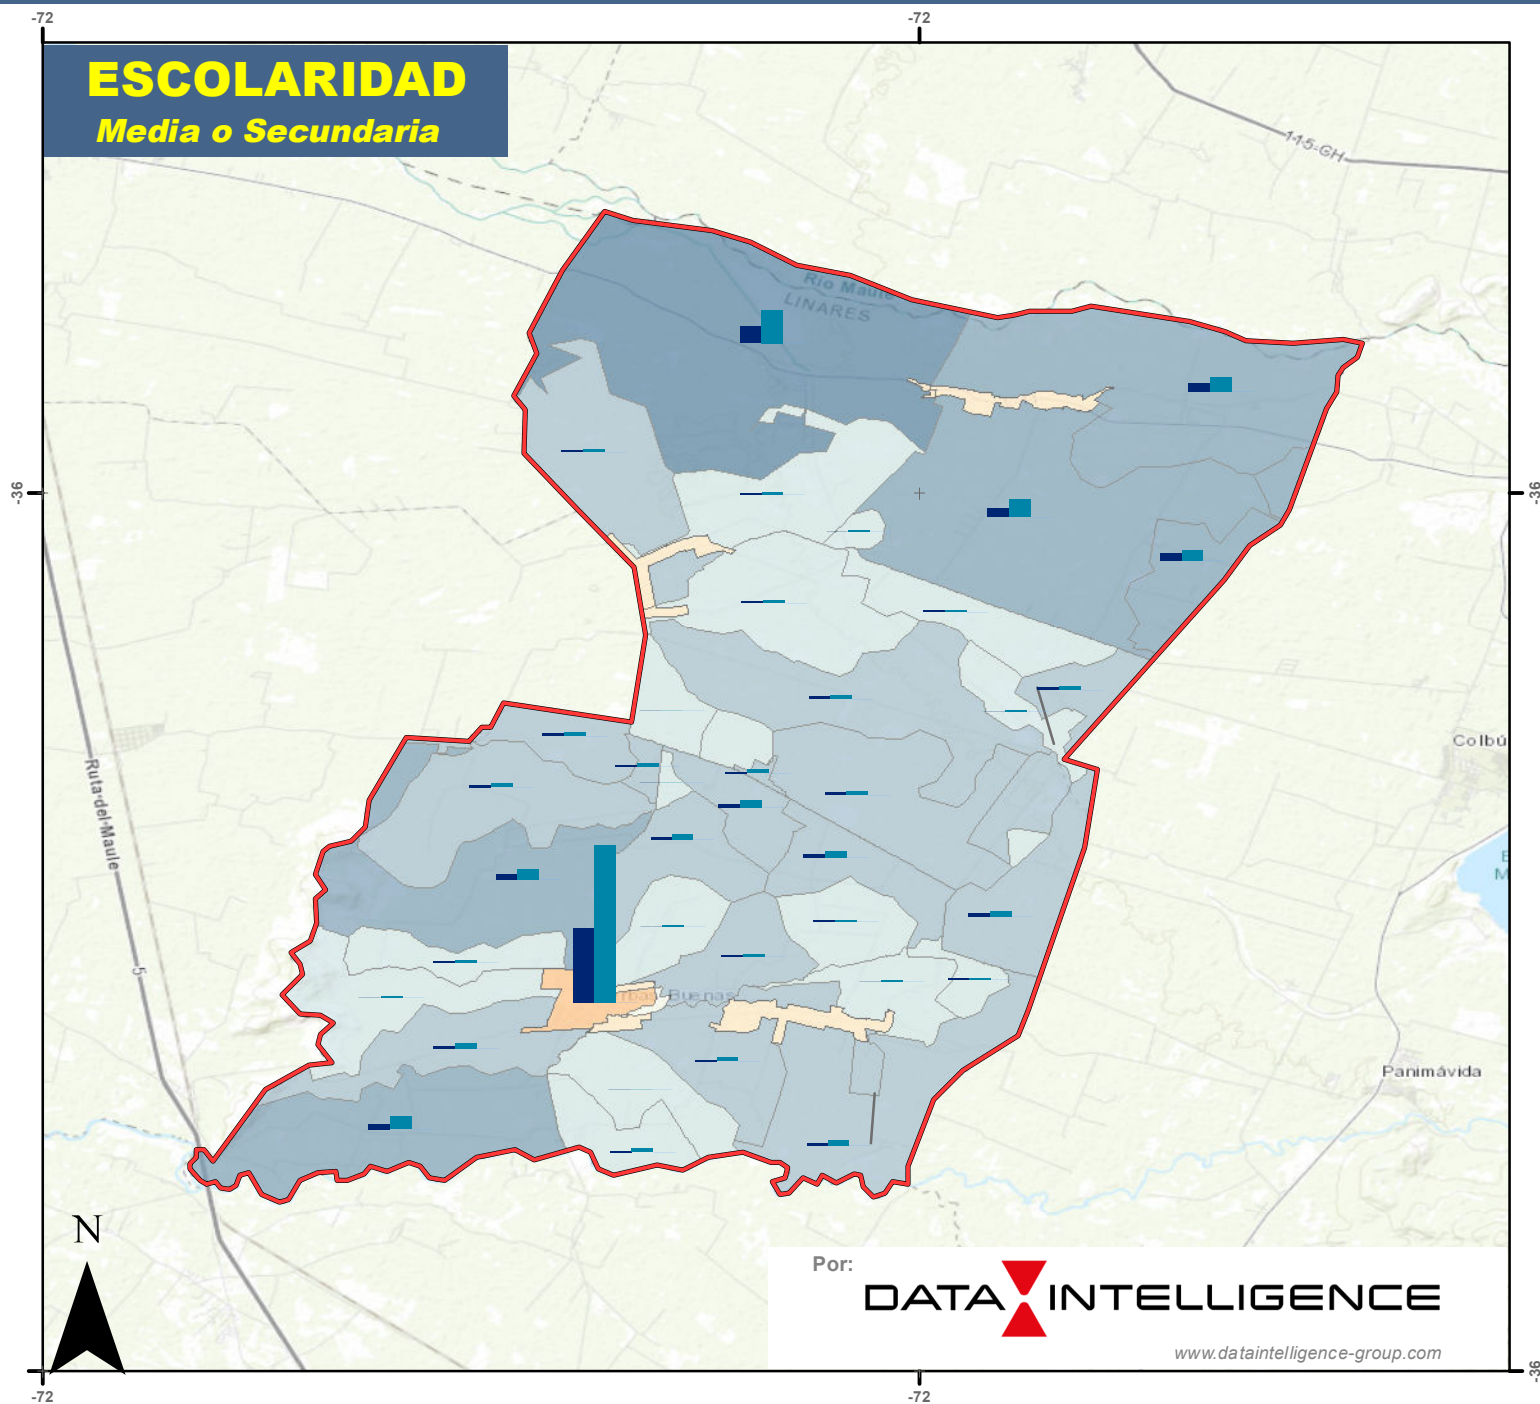 -72
-72
ESCOLARIDAD
Media o Secundaria
115-GH
Río Maule
LINARES
-36
-36
Ruta-del-Maule
5
Colbú
Panimávida
Buenas
N
Por:
DATA INTELLIGENCE
www.dataintelligence-group.com
-36
-72
-72